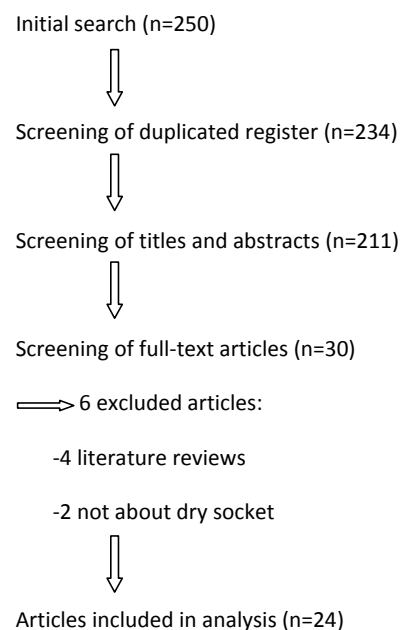 Initial search (n=250)
Screening of duplicated register (n=234)
Screening of titles and abstracts (n=211)
Screening of full-text articles (n=30)
6 excluded articles:
-4 literature reviews
-2 not about dry socket
Articles included in analysis (n=24)